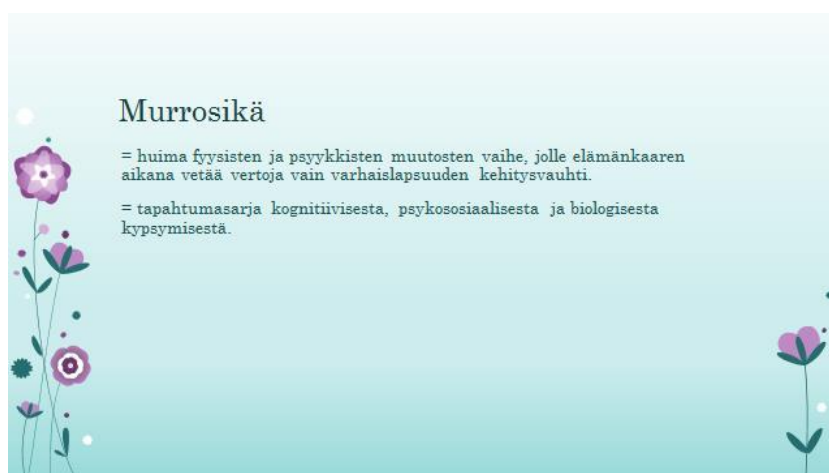 Murrosikä
= huima fyysisten ja psyykkisten muutosten vaihe, jolle elämänkaaren
aikana vetää vertoja vain varhaislapsuuden kehitysvauhti.
= tapahtumasarja kognitiivisesta, psykososiaalisesta ja biologisesta
kypsymisestä.